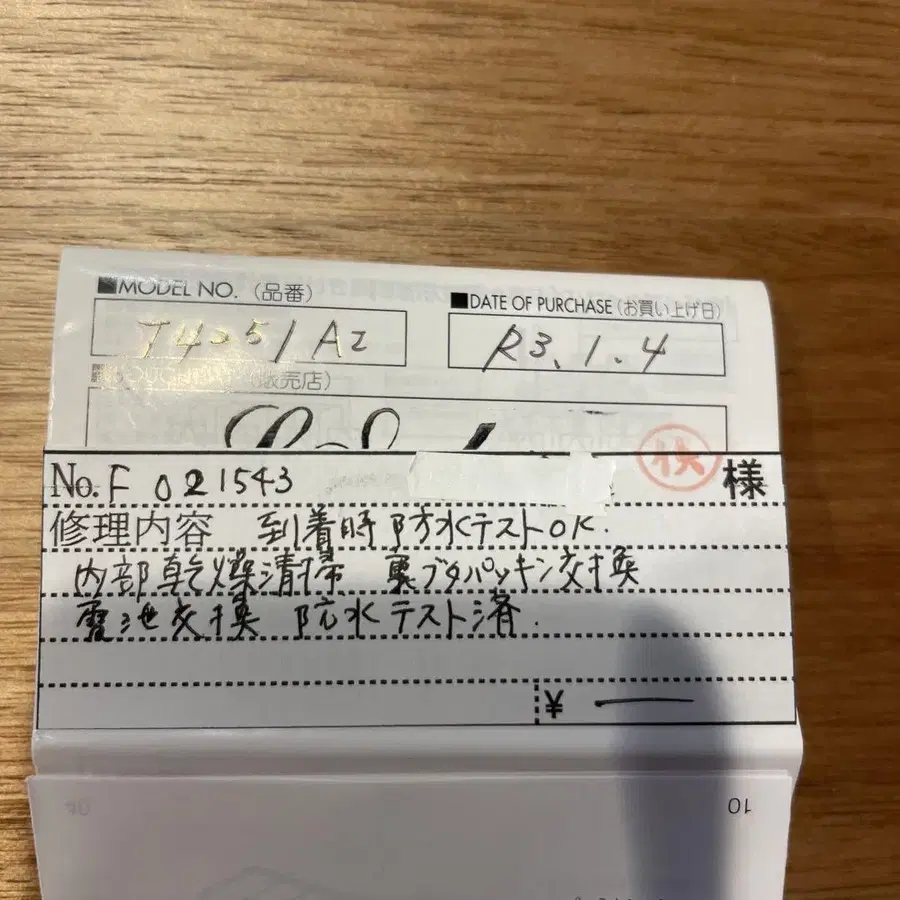 ■MODEL NO.（品番）
■DATE OF PURCHASE（お買い上げ日）
R3.1.4
販売店）
No.F 021543
様
修理内容 到着時防水テストOK.
内部乾燥清掃 裏ブタパッキン交換
電池交換 防水テスト済.
¥ —
10